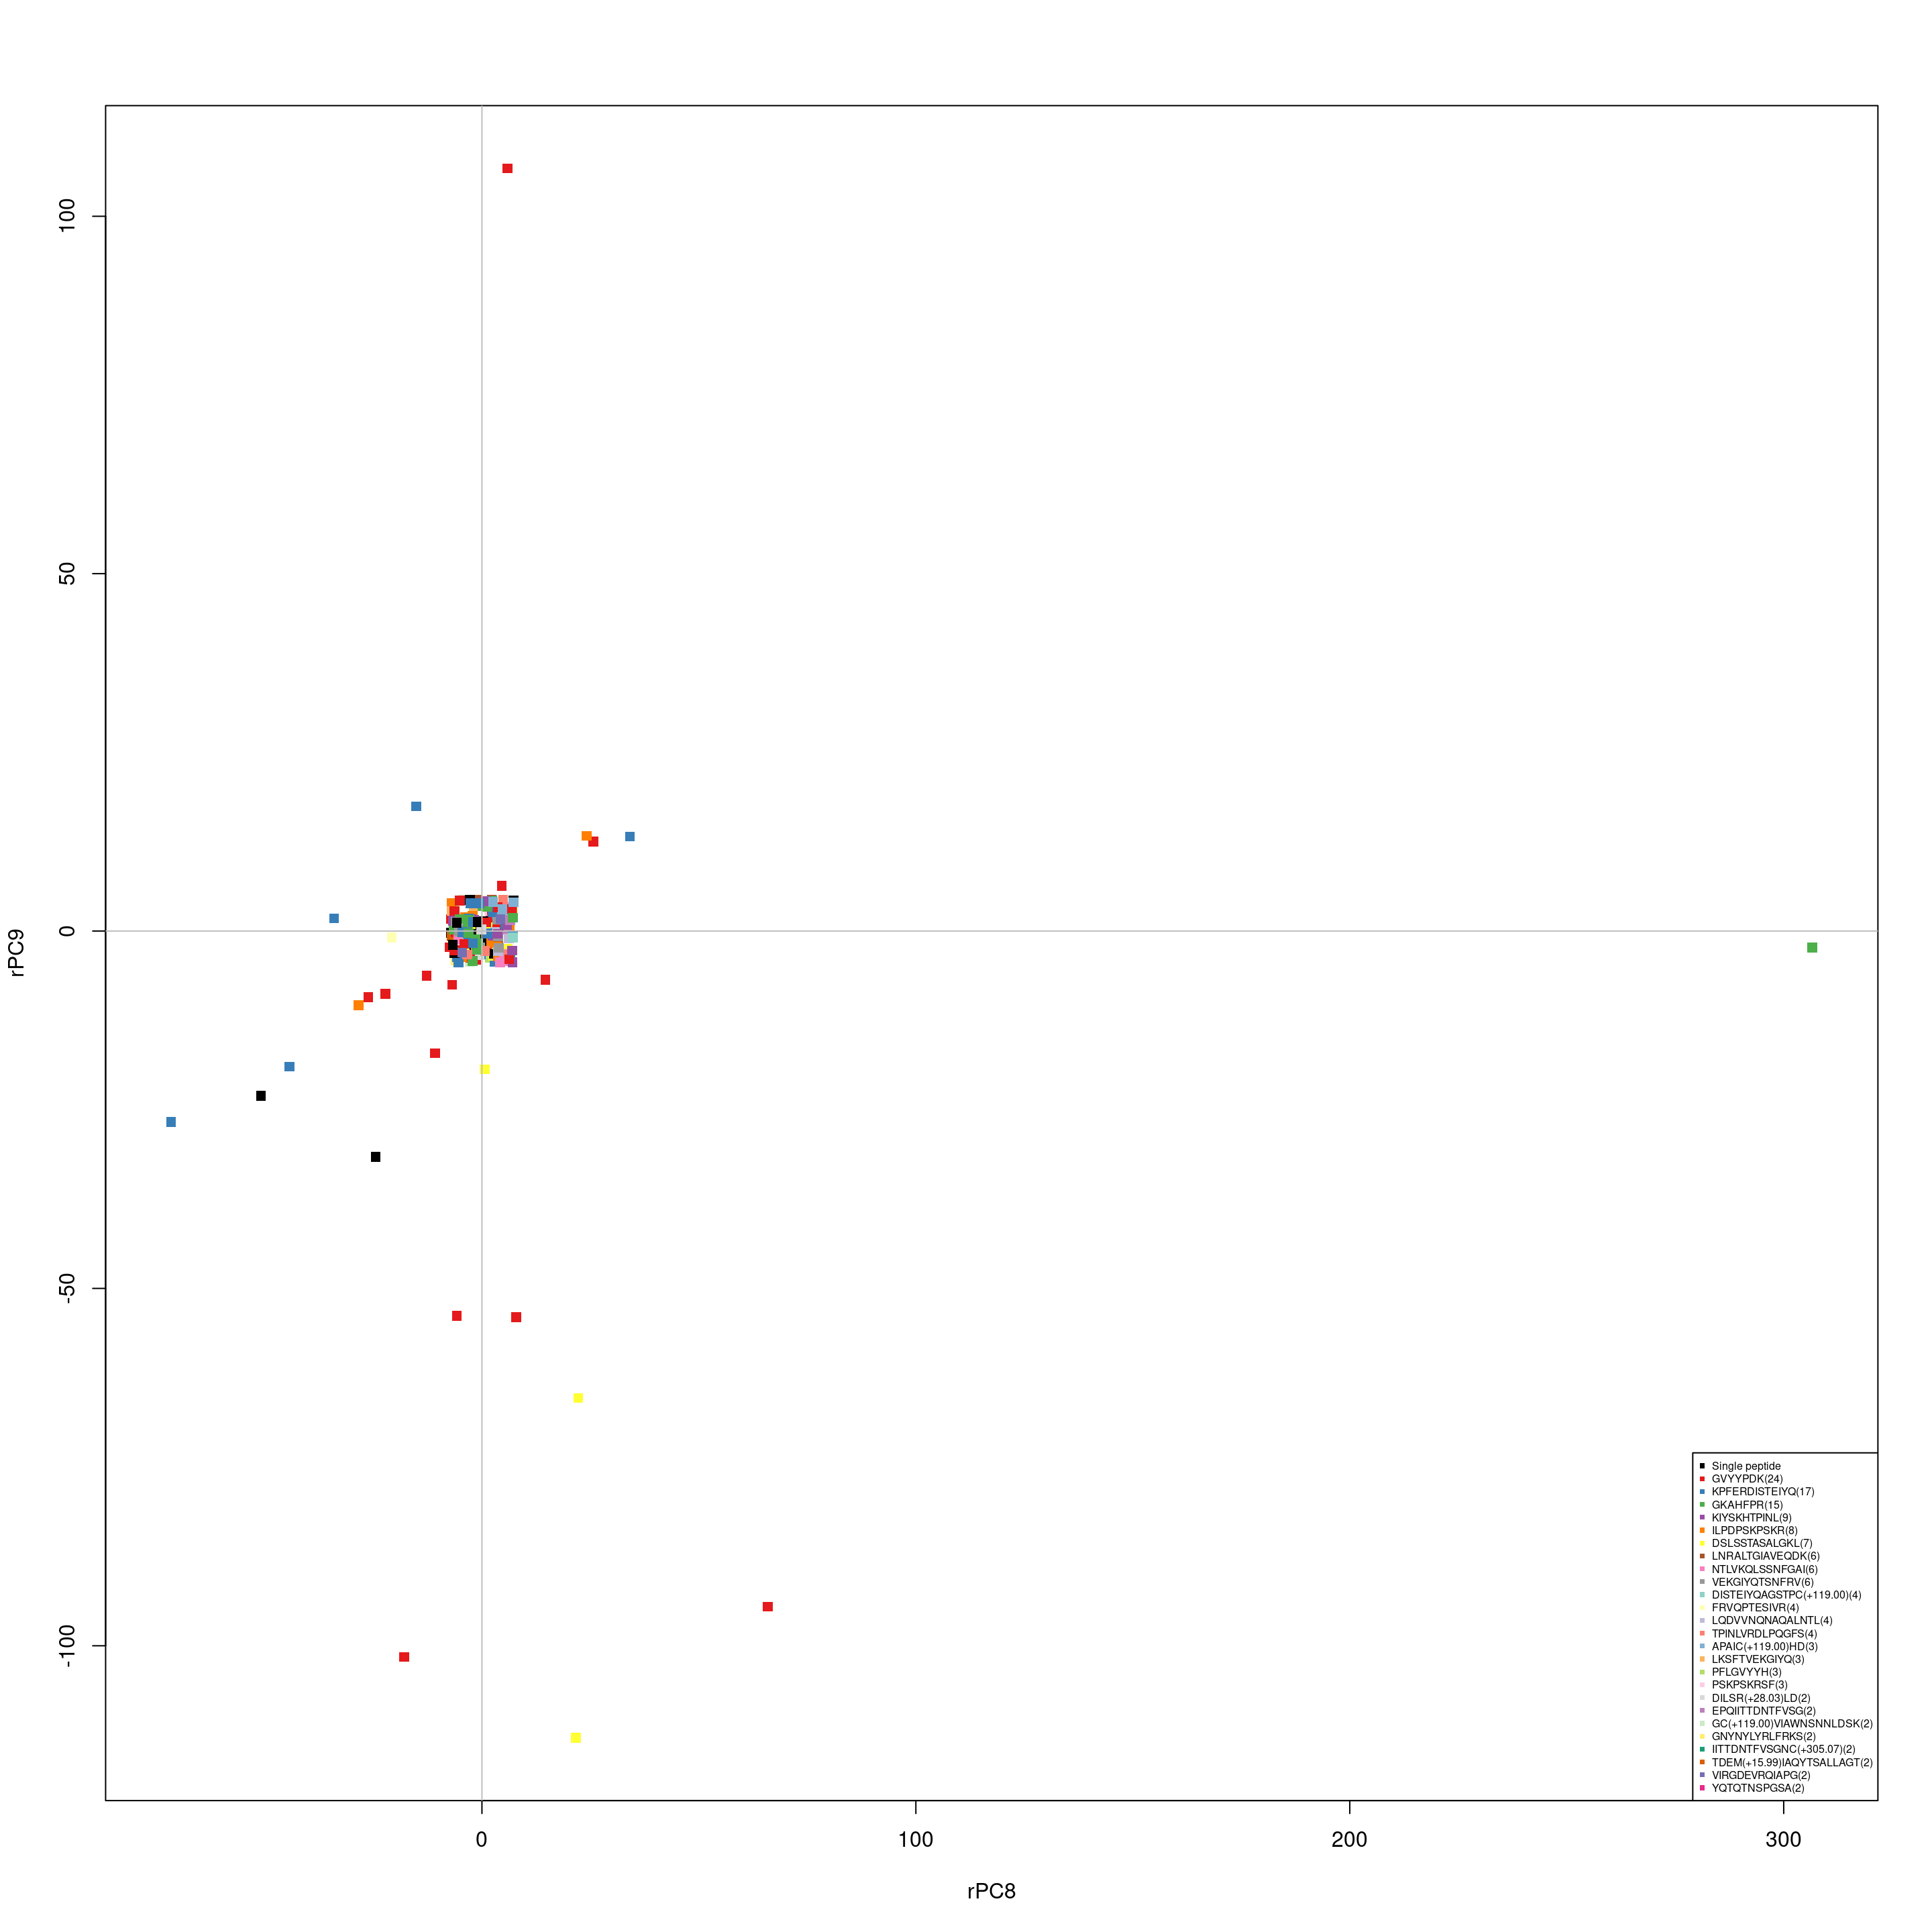 100
50
0
-50
-100
rPC9
Single peptide
GVYYPDK(24)
KPFERDISTEIYQ(17)
GKAHFPR(15)
KIYSKHTPINL(9)
ILPDPSKPSKR(8)
DSLSSTASALGKL(7)
LNRALTGIAVEQDK(6)
NTLVKQLSSNFGAI(6)
VEKGIYQTSNFRV(6)
DISTEIYQAGSTPC(+119.00)(4)
FRVQPTESIVR(4)
LQDVVNQNAQALNTL(4)
TPINLVRDLPQGFS(4)
APAIC(+119.00)HD(3)
LKSFTVEKGIYQ(3)
PFLGVYYH(3)
PSKPSKRSF(3)
DILSR(+28.03)LD(2)
EPQIITTDNTFVSG(2)
GC(+119.00)VIAWNSNNLDSK(2)
GNYNYLYRLFRKS(2)
IITTDNTFVSGNC(+305.07)(2)
TDEM(+15.99)IAQYTSALLAGT(2)
VIRGDEVRQIAPG(2)
YQTQTNSPGSA(2)
0 100 200 300
rPC8